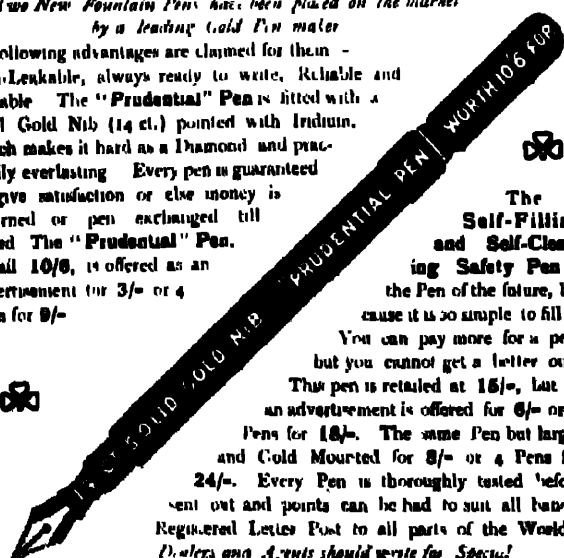 Two New Fountain Pens have been placed on the market
by a leading Gold Pin maker
ollowing advantages are claimed for them -
-Leakable, always ready to write, Reliable and
able The "Prudential" Pen is fitted with a
l Gold Nib (14 ct.) pointed with Iridium,
ch makes it hard as a Diamond and prac-
ily everlasting Every pen is guaranteed
give satisfaction or else money is
rned or pen exchanged till
ed The "Prudential" Pen.
ail 10/6, is offered as an
ertisement for 3/- or 4
s for 9/-
14 CT SOLID GOLD NIB PRUDENTIAL PEN WORTH 10'6 FOR
The
Self-Fillin
and Self-Clea
ing Safety Pen
the Pen of the future, b
cause it is so simple to fill
You can pay more for a pe
but you cannot get a better on
This pen is retailed at 15/-, but
an advertisement is offered for 6/- or
Pens for 18/-. The same Pen but larg
and Gold Mounted for 8/- or 4 Pens f
24/-. Every Pen is thoroughly tested befo
sent out and points can be had to suit all han
Registered Letter Post to all parts of the World
Dealers and Agents should write for Special